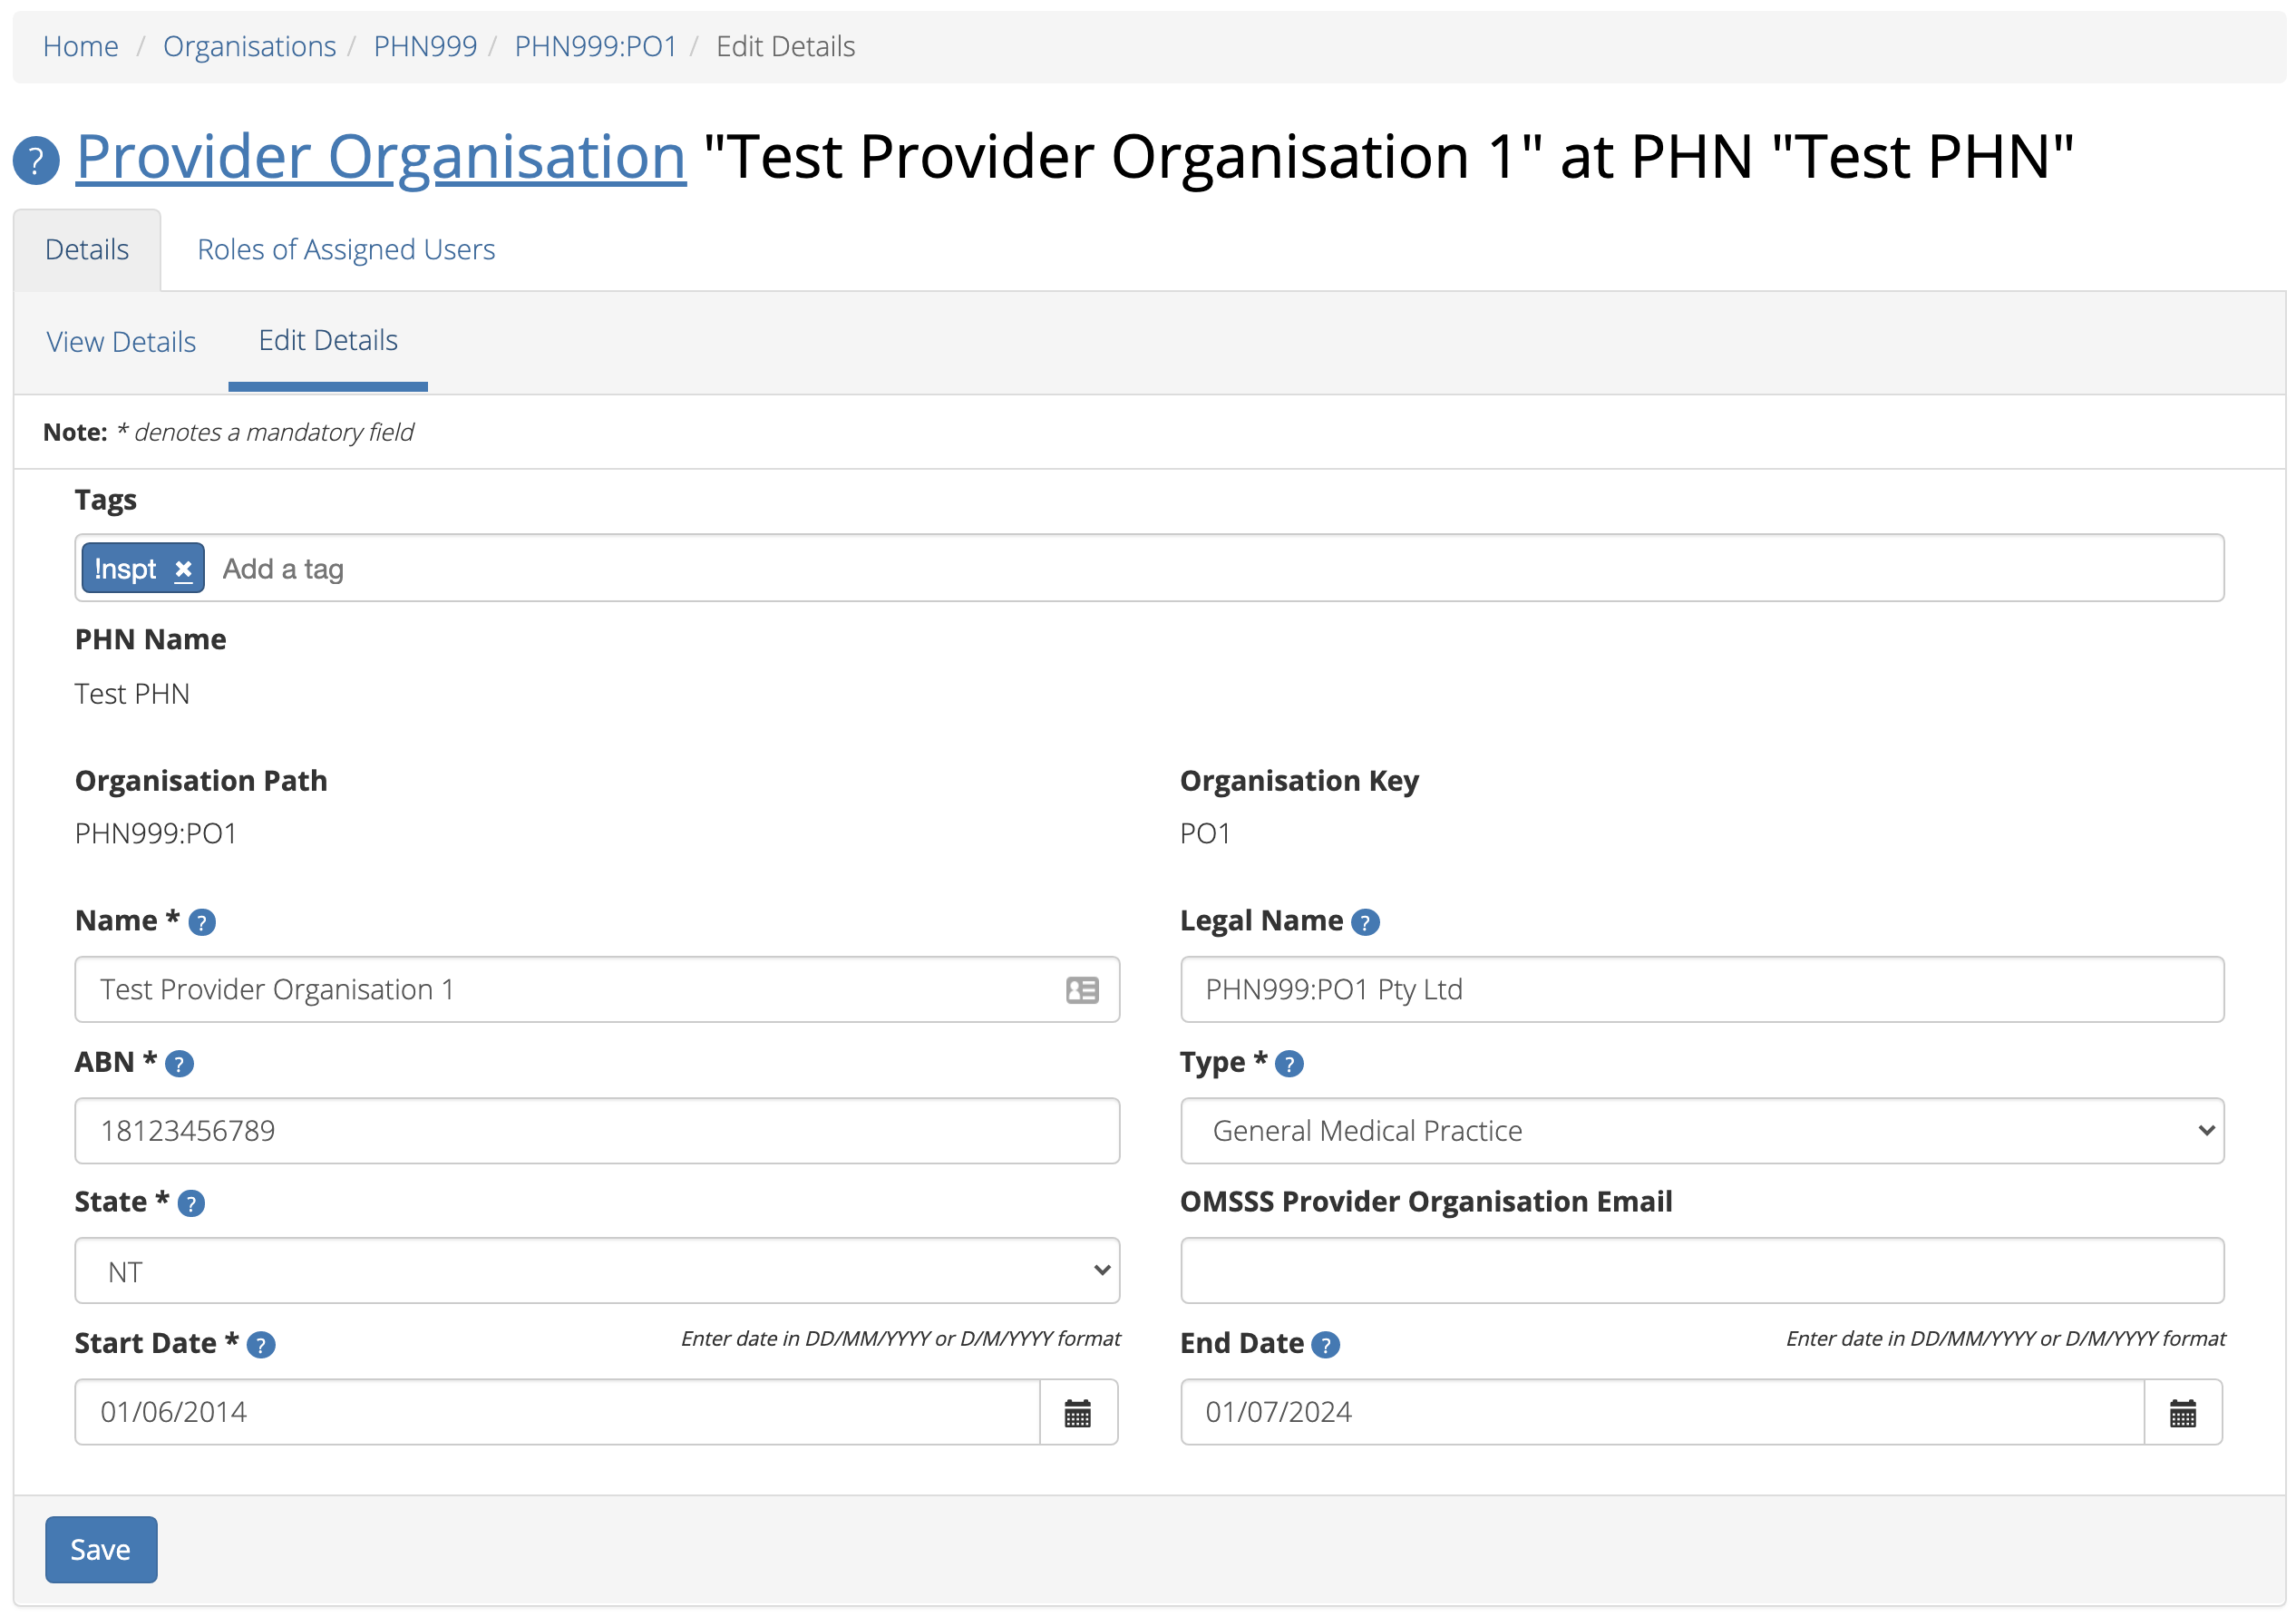 Home / Organisations / PHN999 / PHN999:PO1 / Edit Details
? Provider Organisation "Test Provider Organisation 1" at PHN "Test PHN"
Details Roles of Assigned Users
View Details Edit Details
Note: * denotes a mandatory field
Tags
!nspt × Add a tag
PHN Name
Test PHN
Organisation Path Organisation Key
PHN999:PO1 PO1
Name * ? Legal Name ?
Test Provider Organisation 1 PHN999:PO1 Pty Ltd
ABN * ? Type * ?
18123456789 General Medical Practice
State * ? OMSSS Provider Organisation Email
NT
Start Date * ? Enter date in DD/MM/YYYY or D/M/YYYY format End Date ? Enter date in DD/MM/YYYY or D/M/YYYY format
01/06/2014 01/07/2024
Save